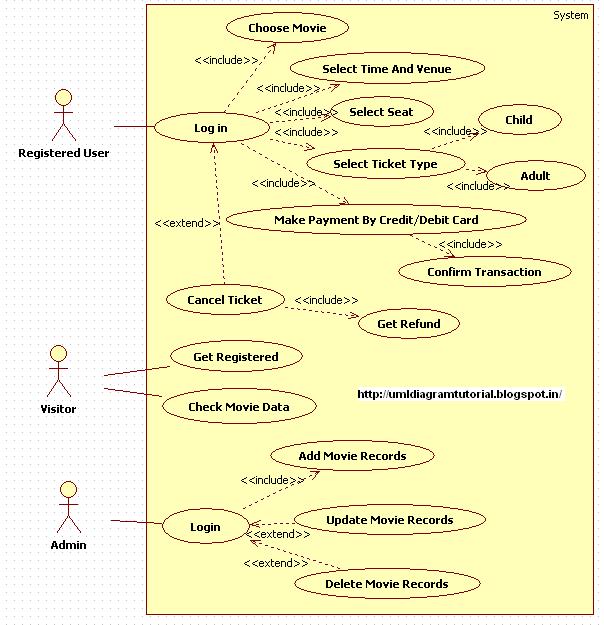 System
Choose Movie
<<include>>
Select Time And Venue
<<include>>
<<include>>
Select Seat
Child
Log in
<<include>>
<<include>>
Registered User
Select Ticket Type
Adult
<<include>>
<<include>>
Make Payment By Credit/Debit Card
<<extend>>
<<include>>
Confirm Transaction
Cancel Ticket
<<include>>
Get Refund
Get Registered
http://umldiagramtutorial.blogspot.in/
Visitor
Check Movie Data
Add Movie Records
<<include>>
Login
Update Movie Records
<<extend>>
Admin
<<extend>>
Delete Movie Records